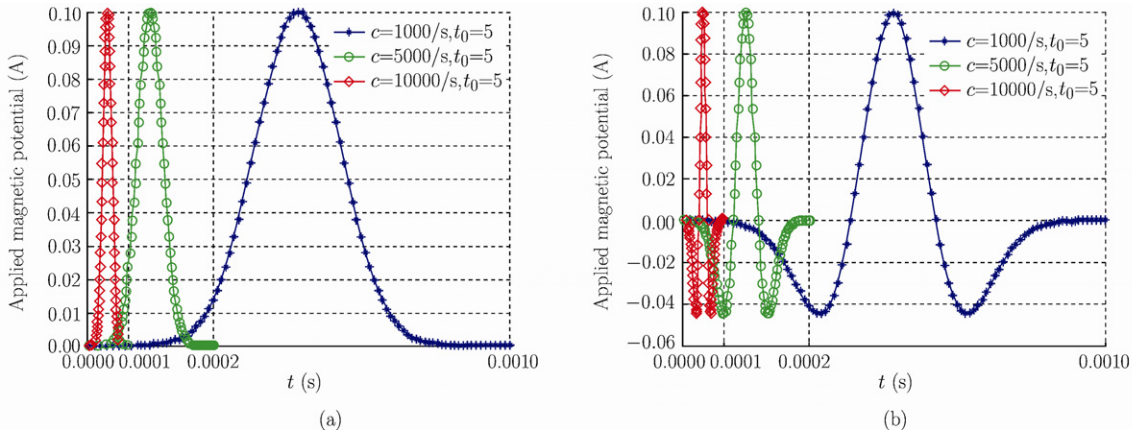 Applied magnetic potential (A)
0.10
0.09
0.08
0.07
0.06
0.05
0.04
0.03
0.02
0.01
0.00
c=1000/s,t₀=5
c=5000/s,t₀=5
c=10000/s,t₀=5
0.0000 0.0001 0.0002 0.0010
t (s)
(a)
Applied magnetic potential (A)
0.10
0.80
0.60
0.40
0.20
0.00
−0.02
−0.04
−0.06
c=1000/s,t₀=5
c=5000/s,t₀=5
c=10000/s,t₀=5
0.0000 0.0001 0.0002 0.0010
t (s)
(b)